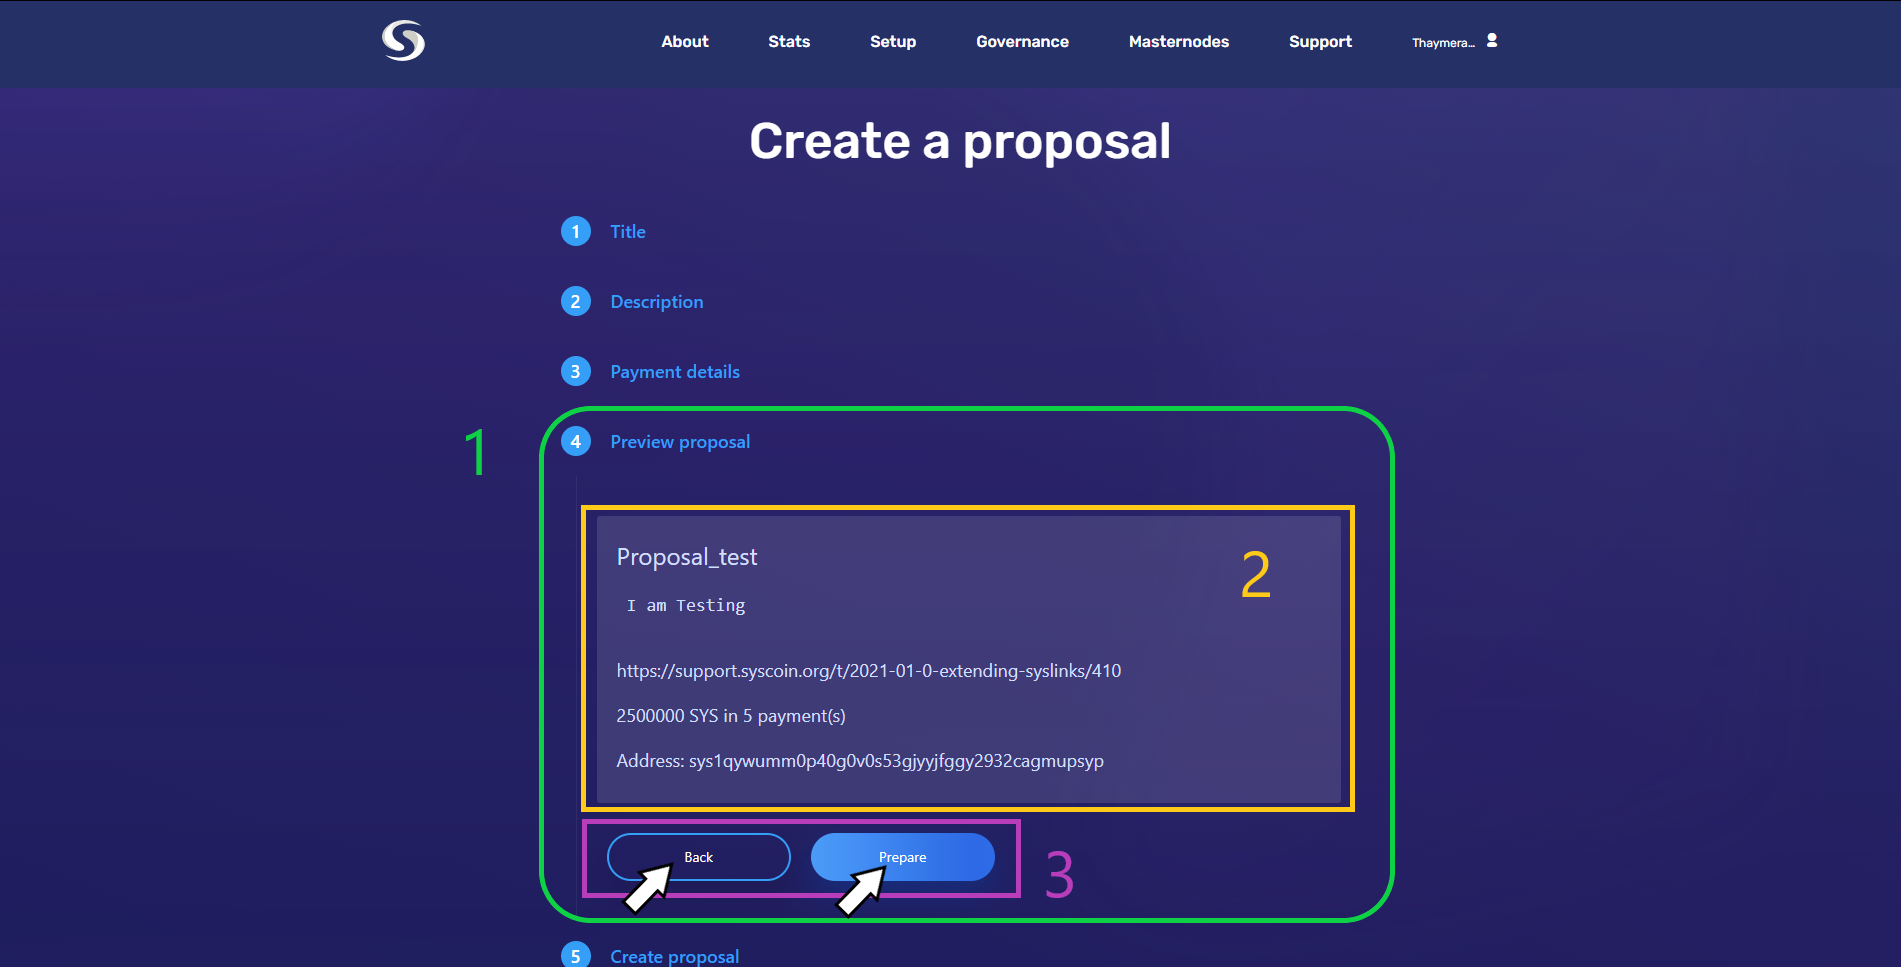 About Stats Setup Governance Masternodes Support Thaymera...
Create a proposal
1 Title
2 Description
3 Payment details
1
4 Preview proposal
Proposal_test
2
I am Testing
https://support.syscoin.org/t/2021-01-0-extending-syslinks/410
2500000 SYS in 5 payment(s)
Address: sys1qywumm0p40g0v0s53gjyyjfggy2932cagmupsyp
Back Prepare
3
5 Create proposal